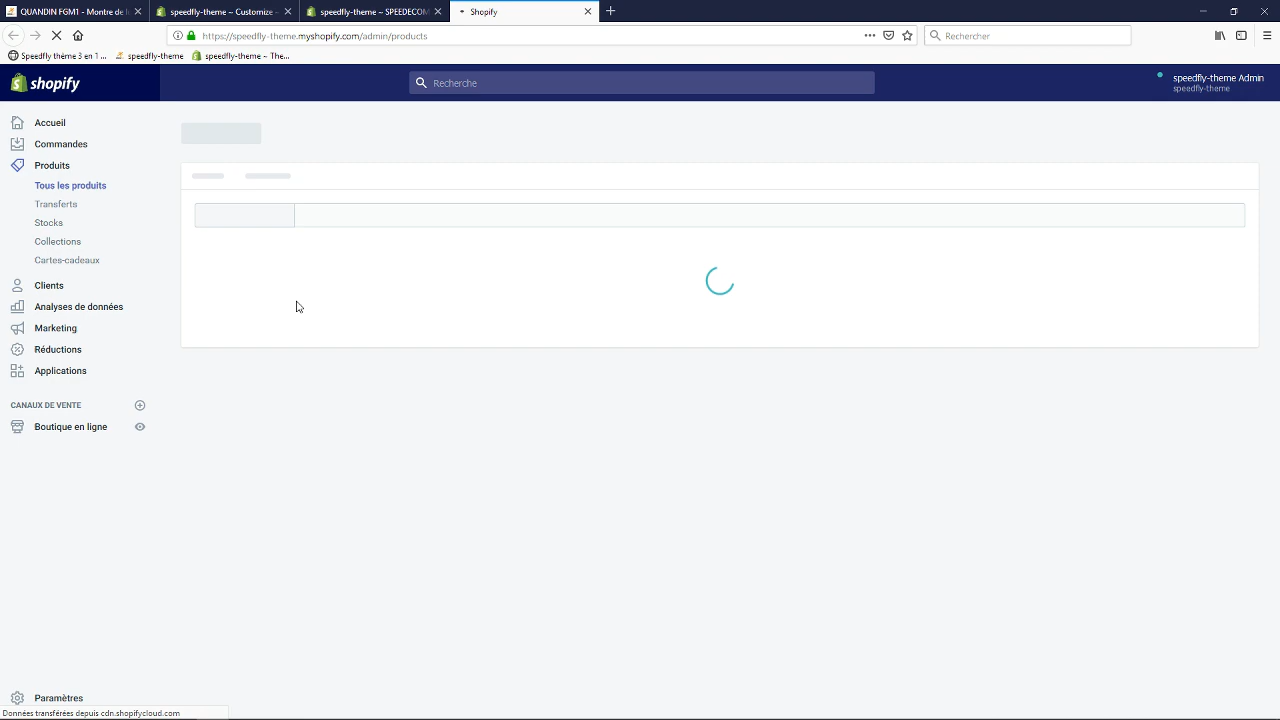 QUANDIN FGM1 - Montre de l
speedfly-theme ~ Customize ~
speedfly-theme ~ SPEEDECOM
Shopify
https://speedfly-theme.myshopify.com/admin/products
Rechercher
Speedfly thème 3 en 1 ...
speedfly-theme
speedfly-theme ~ The...
shopify
Recherche
speedfly-theme Admin
speedfly-theme
Accueil
Commandes
Produits
Tous les produits
Transferts
Stocks
Collections
Cartes-cadeaux
Clients
Analyses de données
Marketing
Réductions
Applications
CANAUX DE VENTE
Boutique en ligne
Paramètres
Données transférées depuis cdn.shopifycloud.com